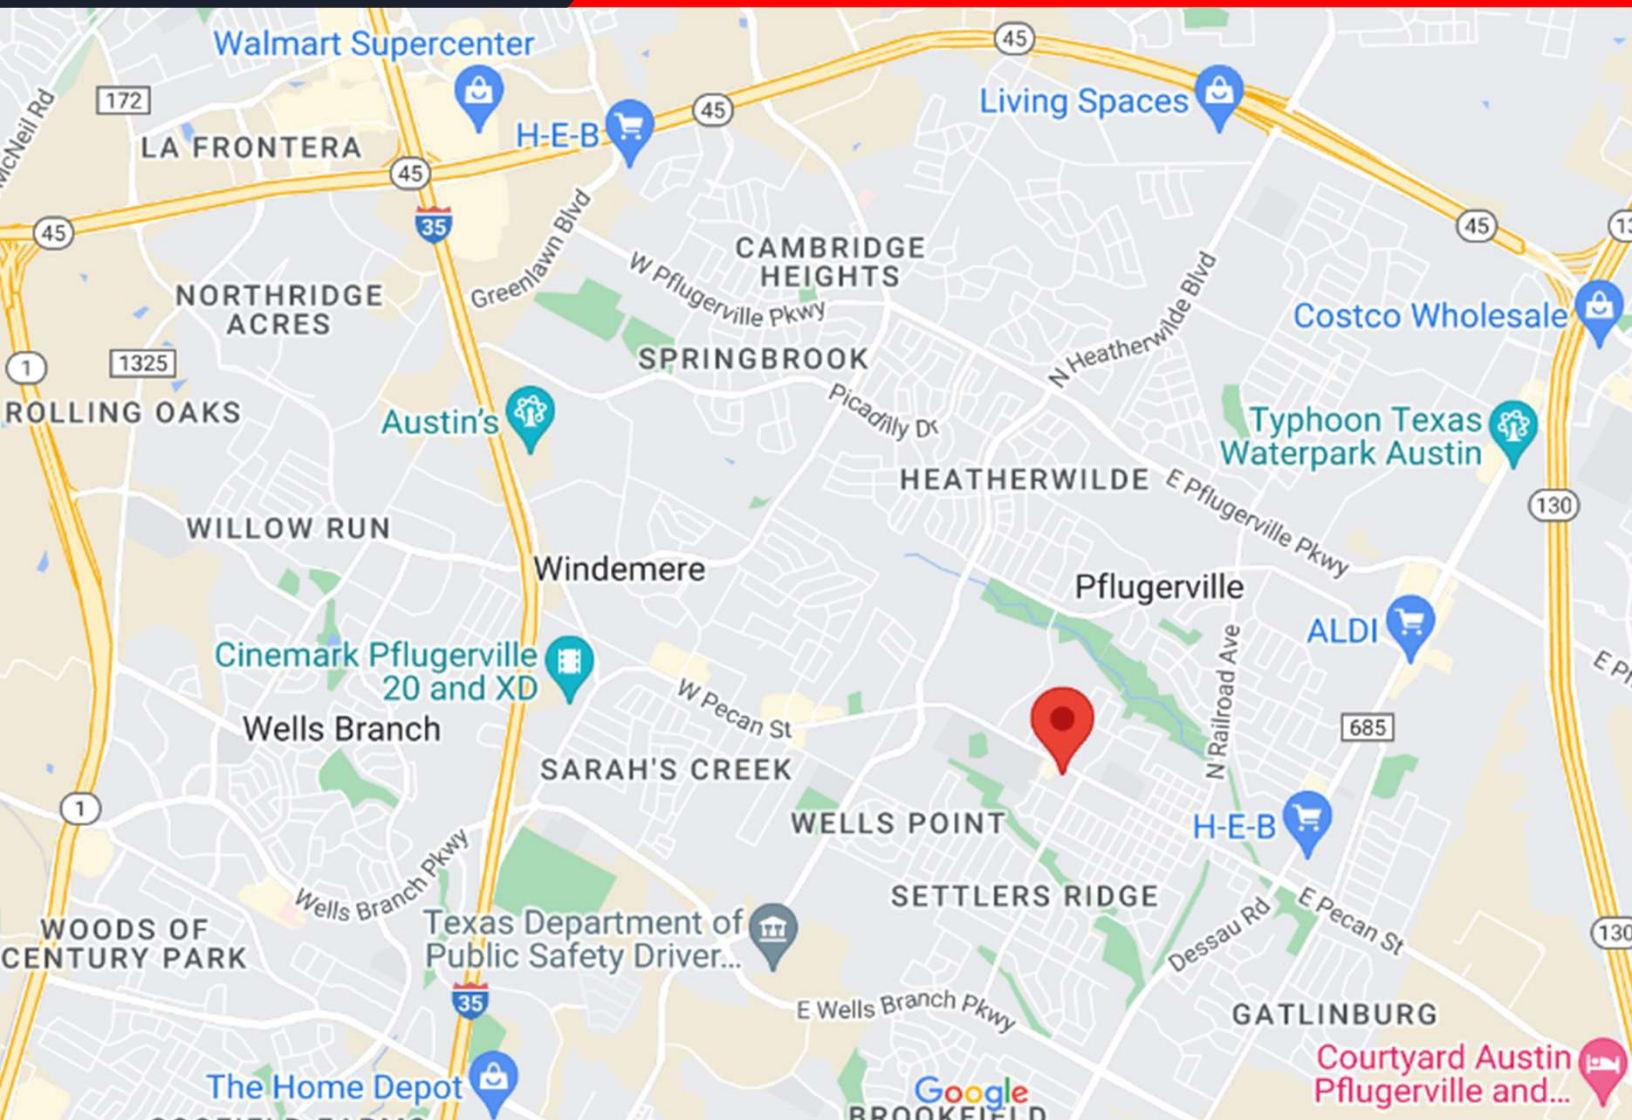 Walmart Supercenter
45
Living Spaces
McNeil Rd
172
45
H-E-B
LA FRONTERA
45
35
45
45
Greenlawn Blvd
CAMBRIDGE
HEIGHTS
W Pflugerville Pkwy
N Heatherwilde Blvd
NORTHRIDGE
ACRES
Costco Wholesale
1325
1
SPRINGBROOK
ROLLING OAKS
Austin's
Picadilly Dr
Typhoon Texas
Waterpark Austin
HEATHERWILDE
E Pflugerville Pkwy
130
WILLOW RUN
Windemere
Pflugerville
ALDI
Cinemark Pflugerville
20 and XD
W Pecan St
N Railroad Ave
Wells Branch
685
SARAH'S CREEK
1
WELLS POINT
H-E-B
Wells Branch Pkwy
SETTLERS RIDGE
E Pecan St
Dessau Rd
Texas Department of
Public Safety Driver...
WOODS OF
CENTURY PARK
130
35
E Wells Branch Pkwy
GATLINBURG
Courtyard Austin
Pflugerville and...
The Home Depot
Google
BROOKFIELD